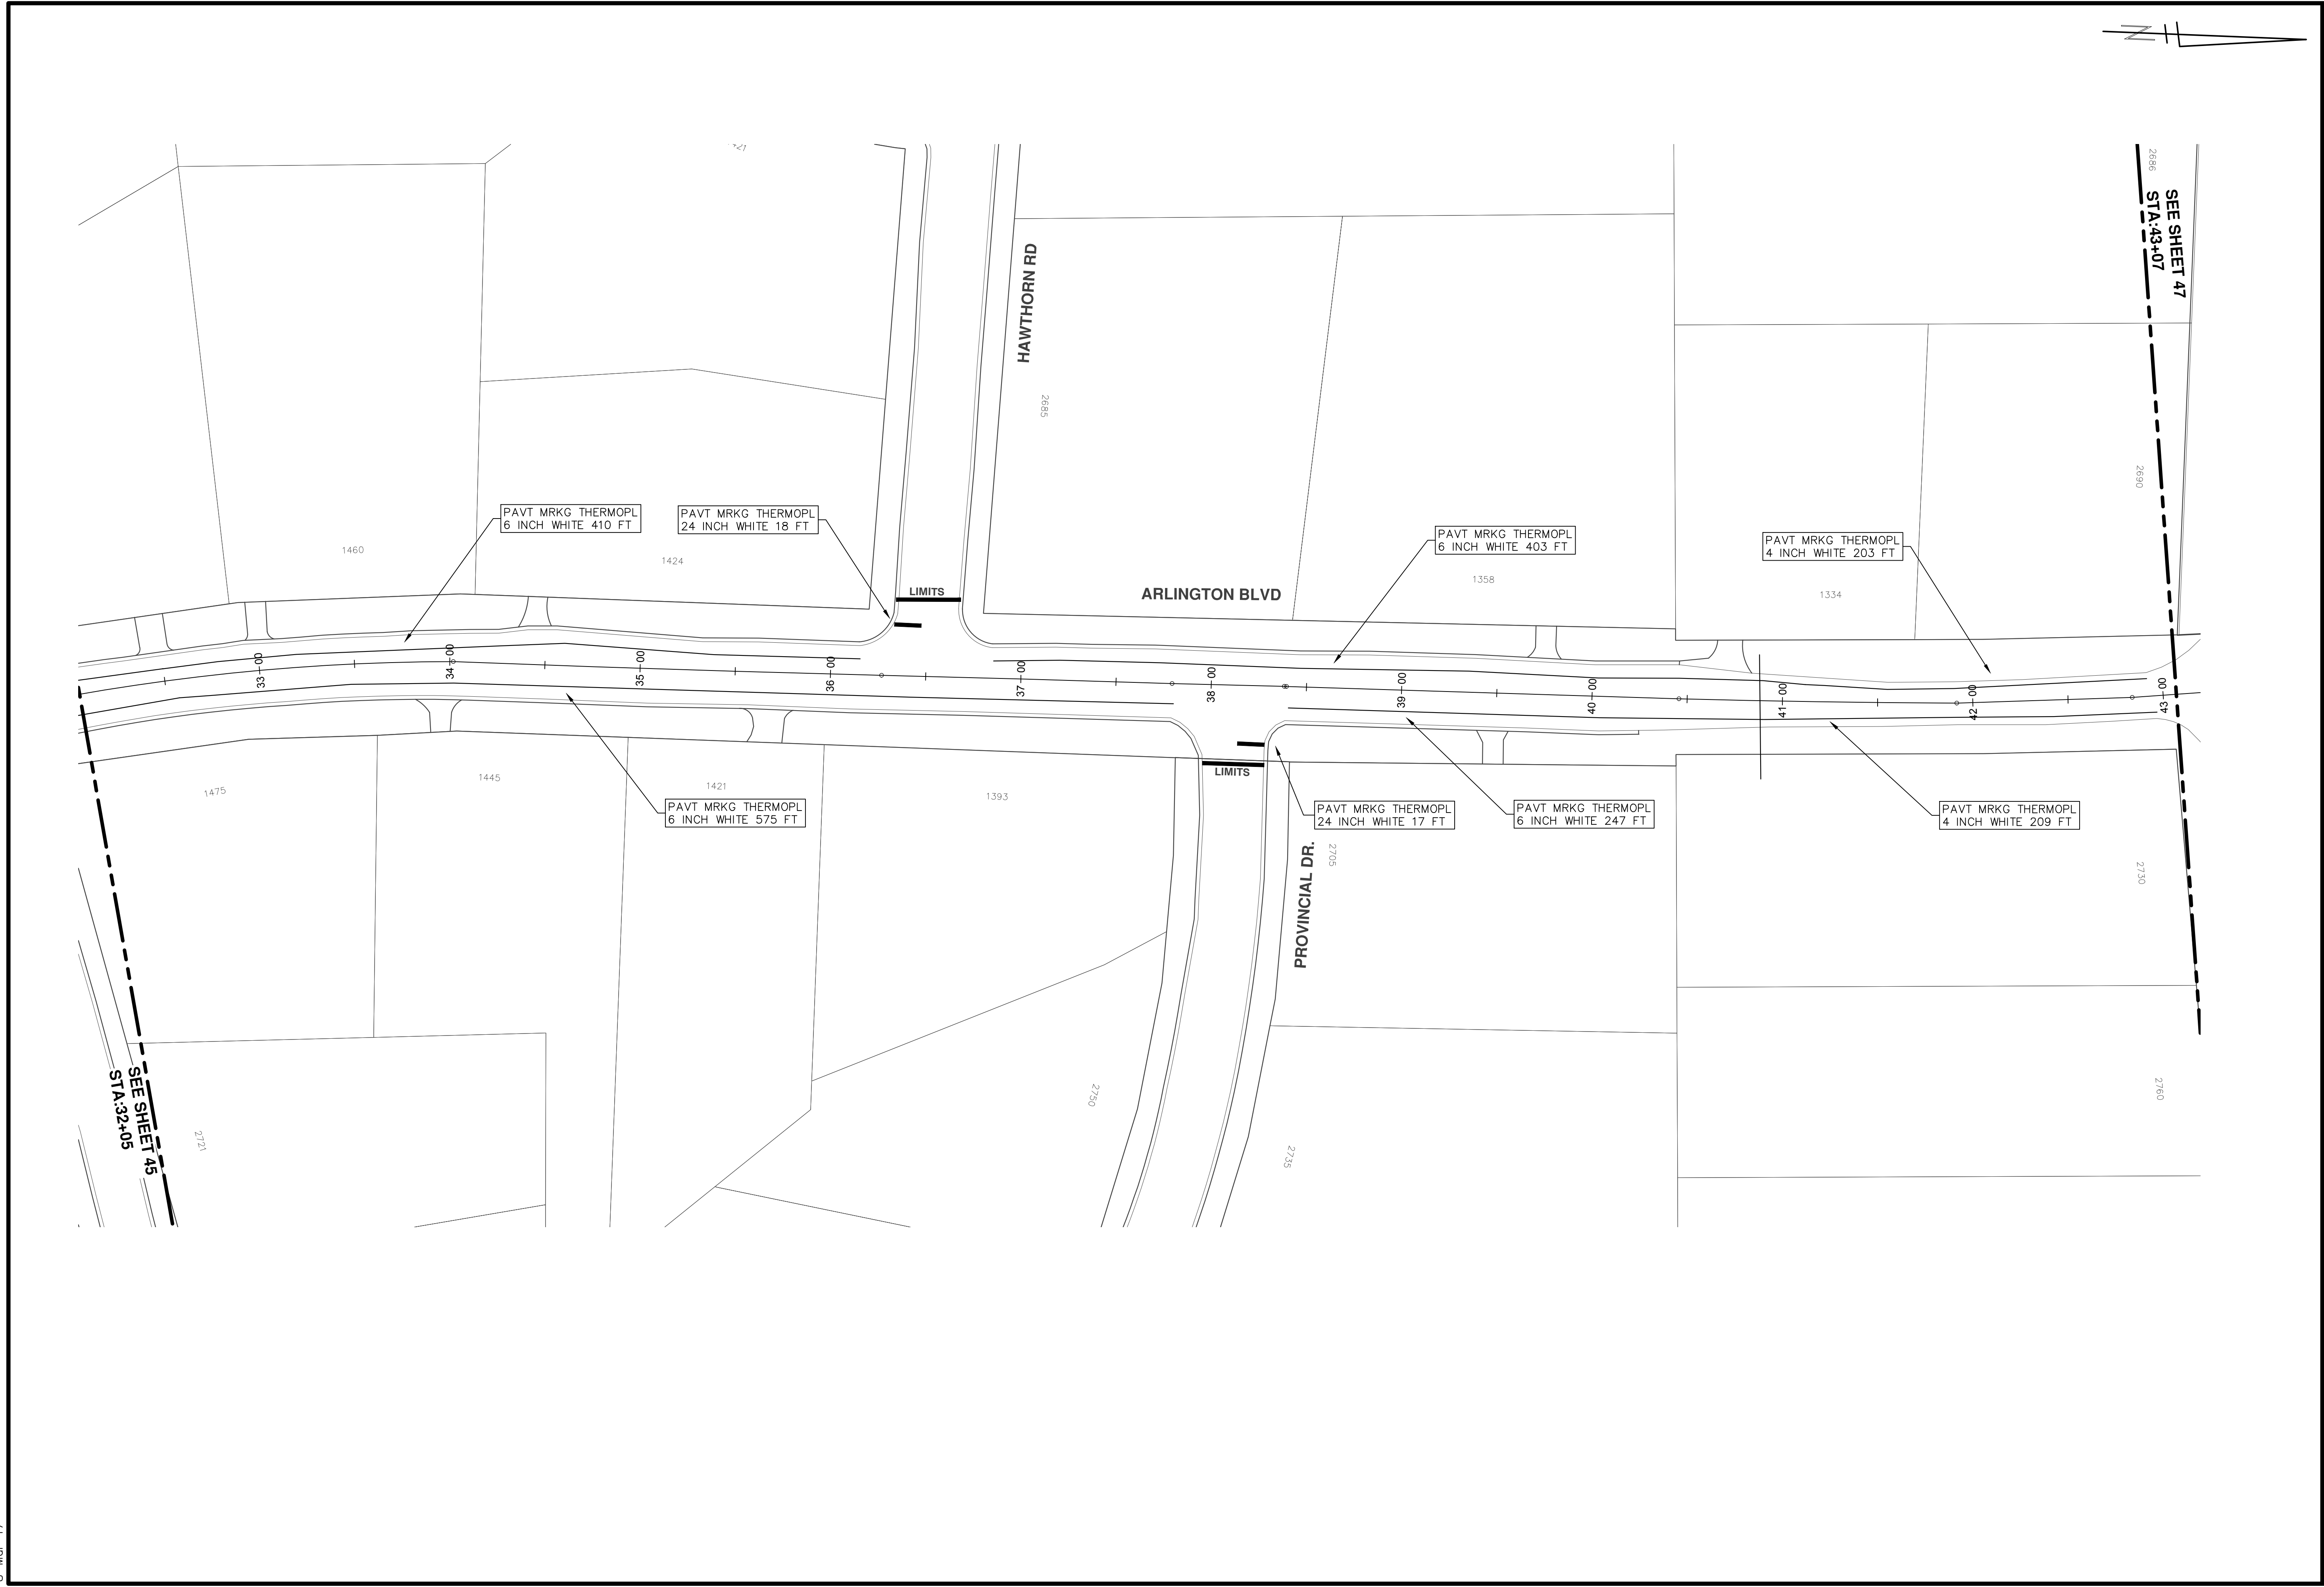 N
421
2686
SEE SHEET 47
STA:43+07
HAWTHORN RD
2685
2690
PAVT MRKG THERMOPL
6 INCH WHITE 410 FT
PAVT MRKG THERMOPL
24 INCH WHITE 18 FT
PAVT MRKG THERMOPL
6 INCH WHITE 403 FT
PAVT MRKG THERMOPL
4 INCH WHITE 203 FT
1460
1424
LIMITS
ARLINGTON BLVD
1358
1334
33+00
34+00
35+00
36+00
37+00
38+00
39+00
40+00
41+00
42+00
43+00
LIMITS
1475
1445
1421
1393
PAVT MRKG THERMOPL
6 INCH WHITE 575 FT
PAVT MRKG THERMOPL
24 INCH WHITE 17 FT
PAVT MRKG THERMOPL
6 INCH WHITE 247 FT
PAVT MRKG THERMOPL
4 INCH WHITE 209 FT
PROVINCIAL DR.
2705
2730
SEE SHEET 45
STA:32+05
2721
2750
2735
2760